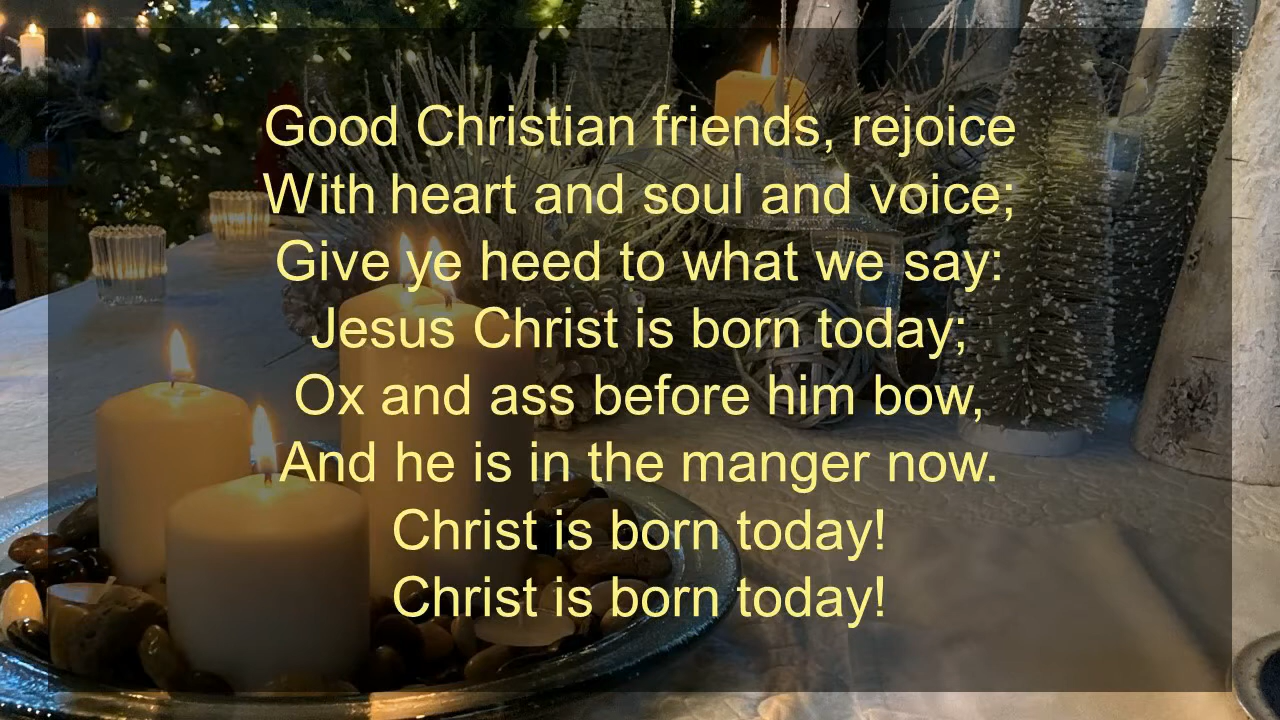 Good Christian friends, rejoice
With heart and soul and voice;
Give ye heed to what we say:
Jesus Christ is born today;
Ox and ass before him bow,
And he is in the manger now.
Christ is born today!
Christ is born today!